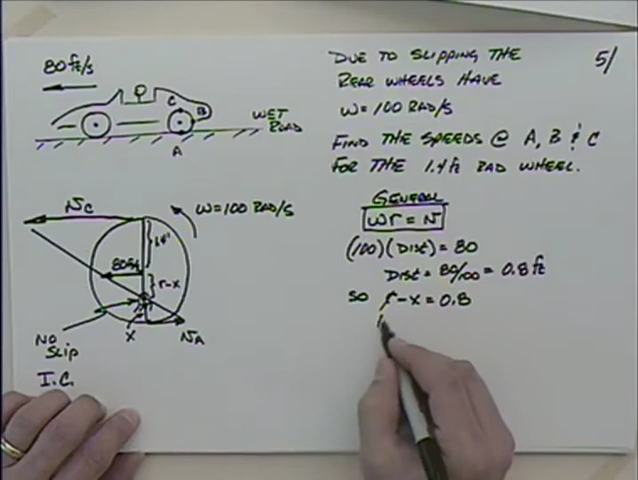 80 ft/s
C
B
WET
ROAD
A
DUE TO SLIPPING THE
REAR WHEELS HAVE
ω = 100 RAD/S
FIND THE SPEEDS @ A, B & C
FOR THE 1.4 ft RAD WHEEL.
5/
GENERAL
ωr = v
(100)(DIST) = 80
DIST = 80/100 = 0.8 ft
SO r-x = 0.8
vC
ω = 100 RAD/S
1.4'
80 ft/s
r-x
NO
SLIP
x
vA
I.C.